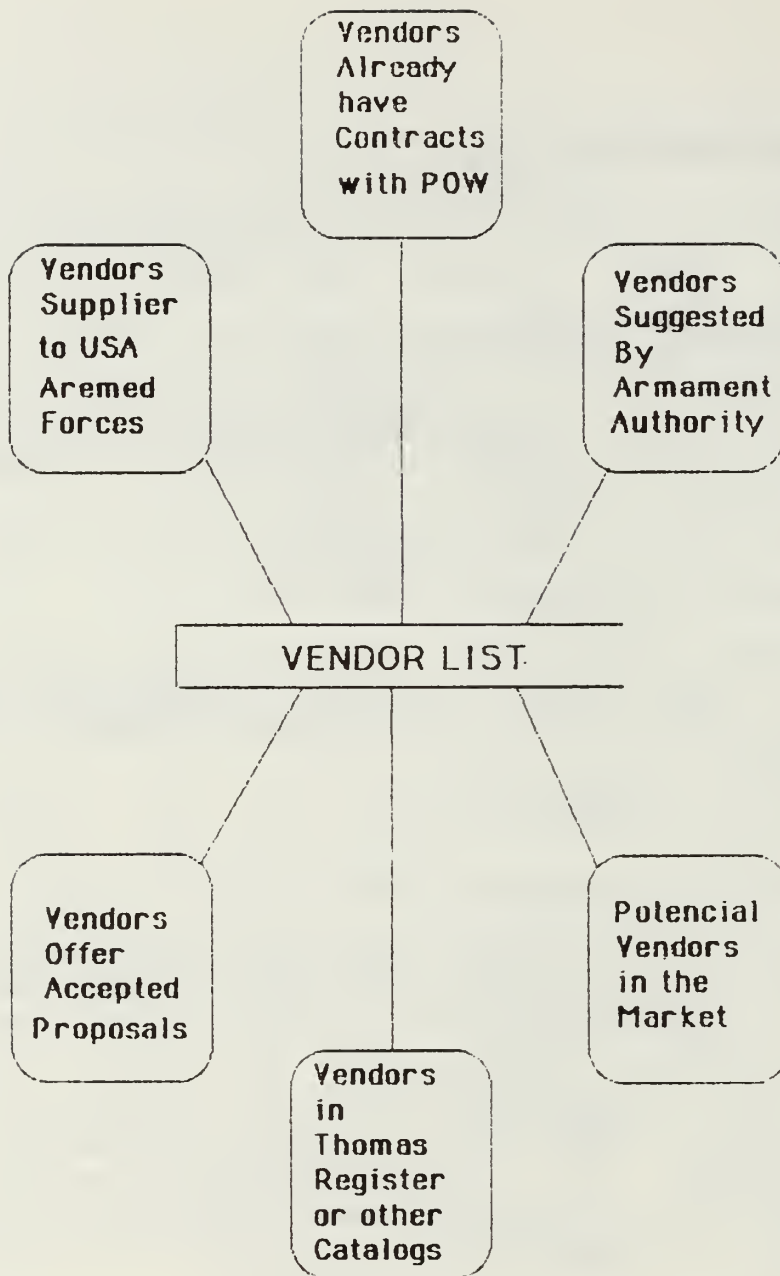 Vendors
Already
have
Contracts
with POW
Vendors
Supplier
to USA
Aremed
Forces
Vendors
Suggested
By
Armament
Authority
VENDOR LIST
Vendors
Offer
Accepted
Proposals
Potencial
Vendors
in the
Market
Vendors
in
Thomas
Register
or other
Catalogs